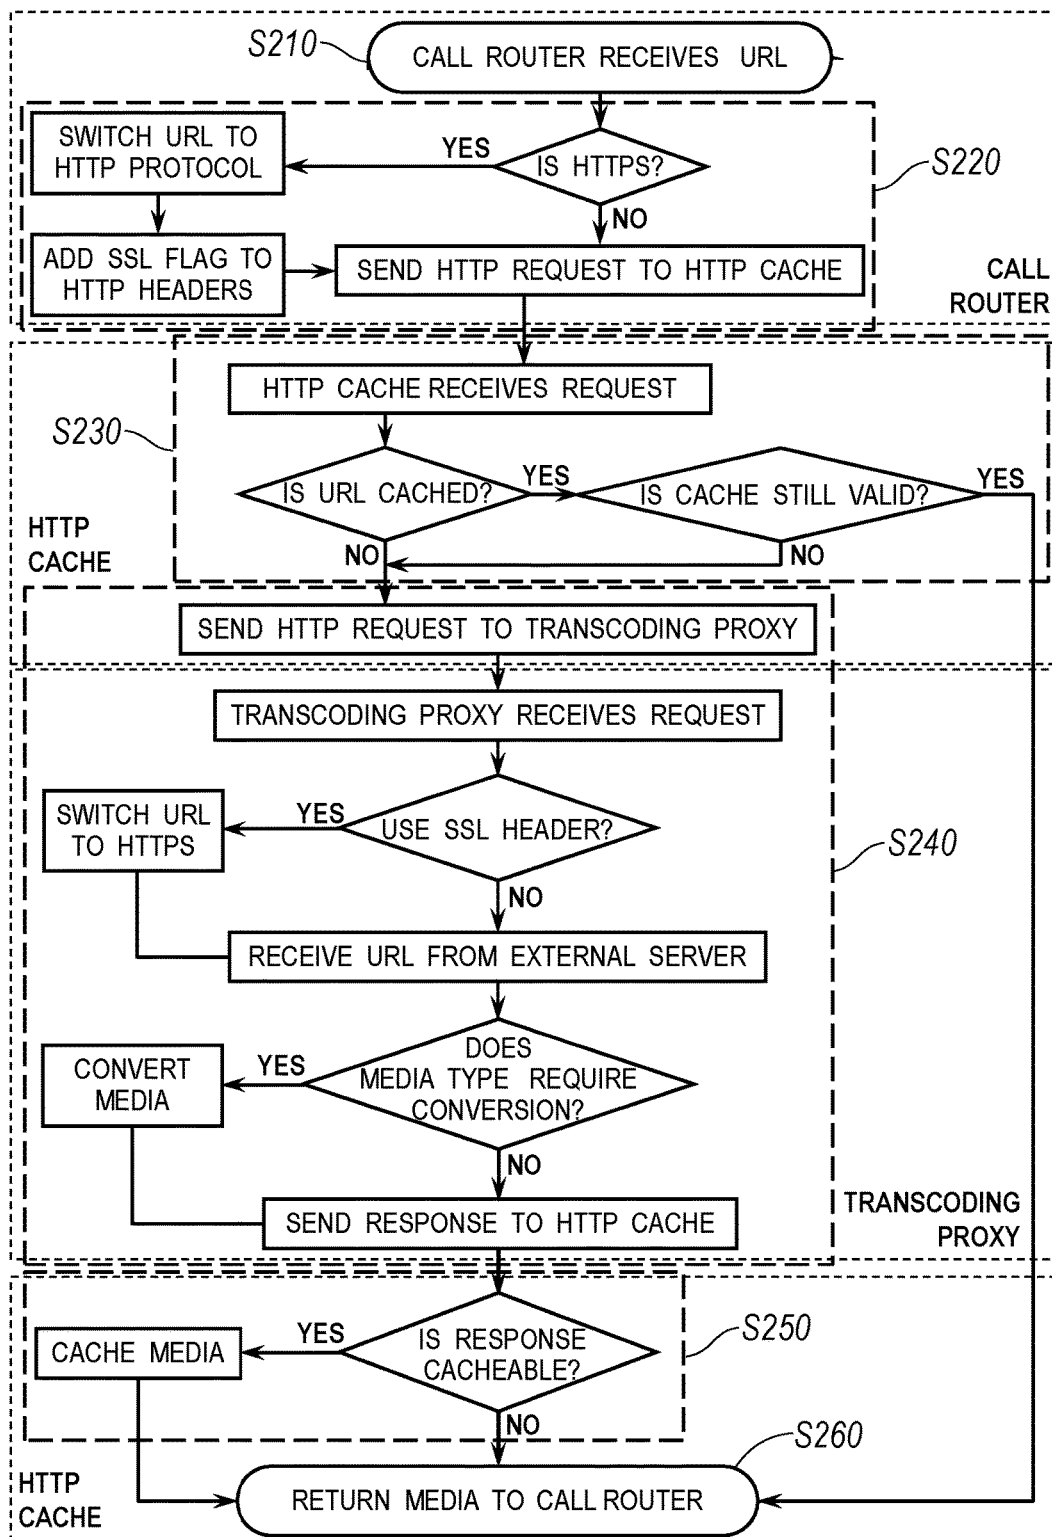 S210
CALL ROUTER RECEIVES URL
SWITCH URL TO
HTTP PROTOCOL
YES
IS HTTPS?
S220
NO
ADD SSL FLAG TO
HTTP HEADERS
SEND HTTP REQUEST TO HTTP CACHE
CALL
ROUTER
HTTP CACHE RECEIVES REQUEST
S230
IS URL CACHED?
YES
IS CACHE STILL VALID?
YES
HTTP
CACHE
NO
NO
SEND HTTP REQUEST TO TRANSCODING PROXY
TRANSCODING PROXY RECEIVES REQUEST
SWITCH URL
TO HTTPS
YES
USE SSL HEADER?
S240
NO
RECEIVE URL FROM EXTERNAL SERVER
CONVERT
MEDIA
YES
DOES
MEDIA TYPE REQUIRE
CONVERSION?
NO
SEND RESPONSE TO HTTP CACHE
TRANSCODING
PROXY
CACHE MEDIA
YES
IS RESPONSE
CACHEABLE?
S250
NO
S260
HTTP
CACHE
RETURN MEDIA TO CALL ROUTER